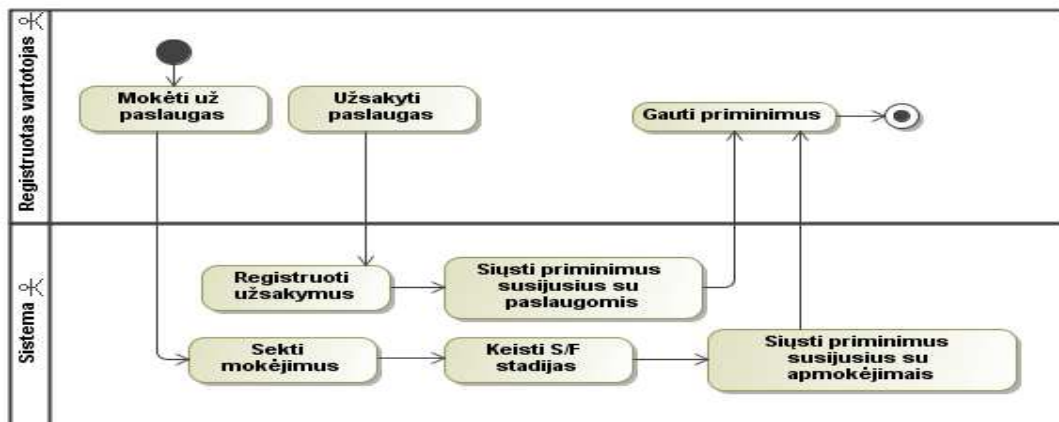 Registruotas vartotojas
Mokėti už
paslaugas
Užsakyti
paslaugas
Gauti priminimus
Sistema
Registruoti
užsakymus
Siųsti priminimus
susijusius su
paslaugomis
Sekti
mokėjimus
Keisti S/F
stadijas
Siųsti priminimus
susijusius su
apmokėjimais